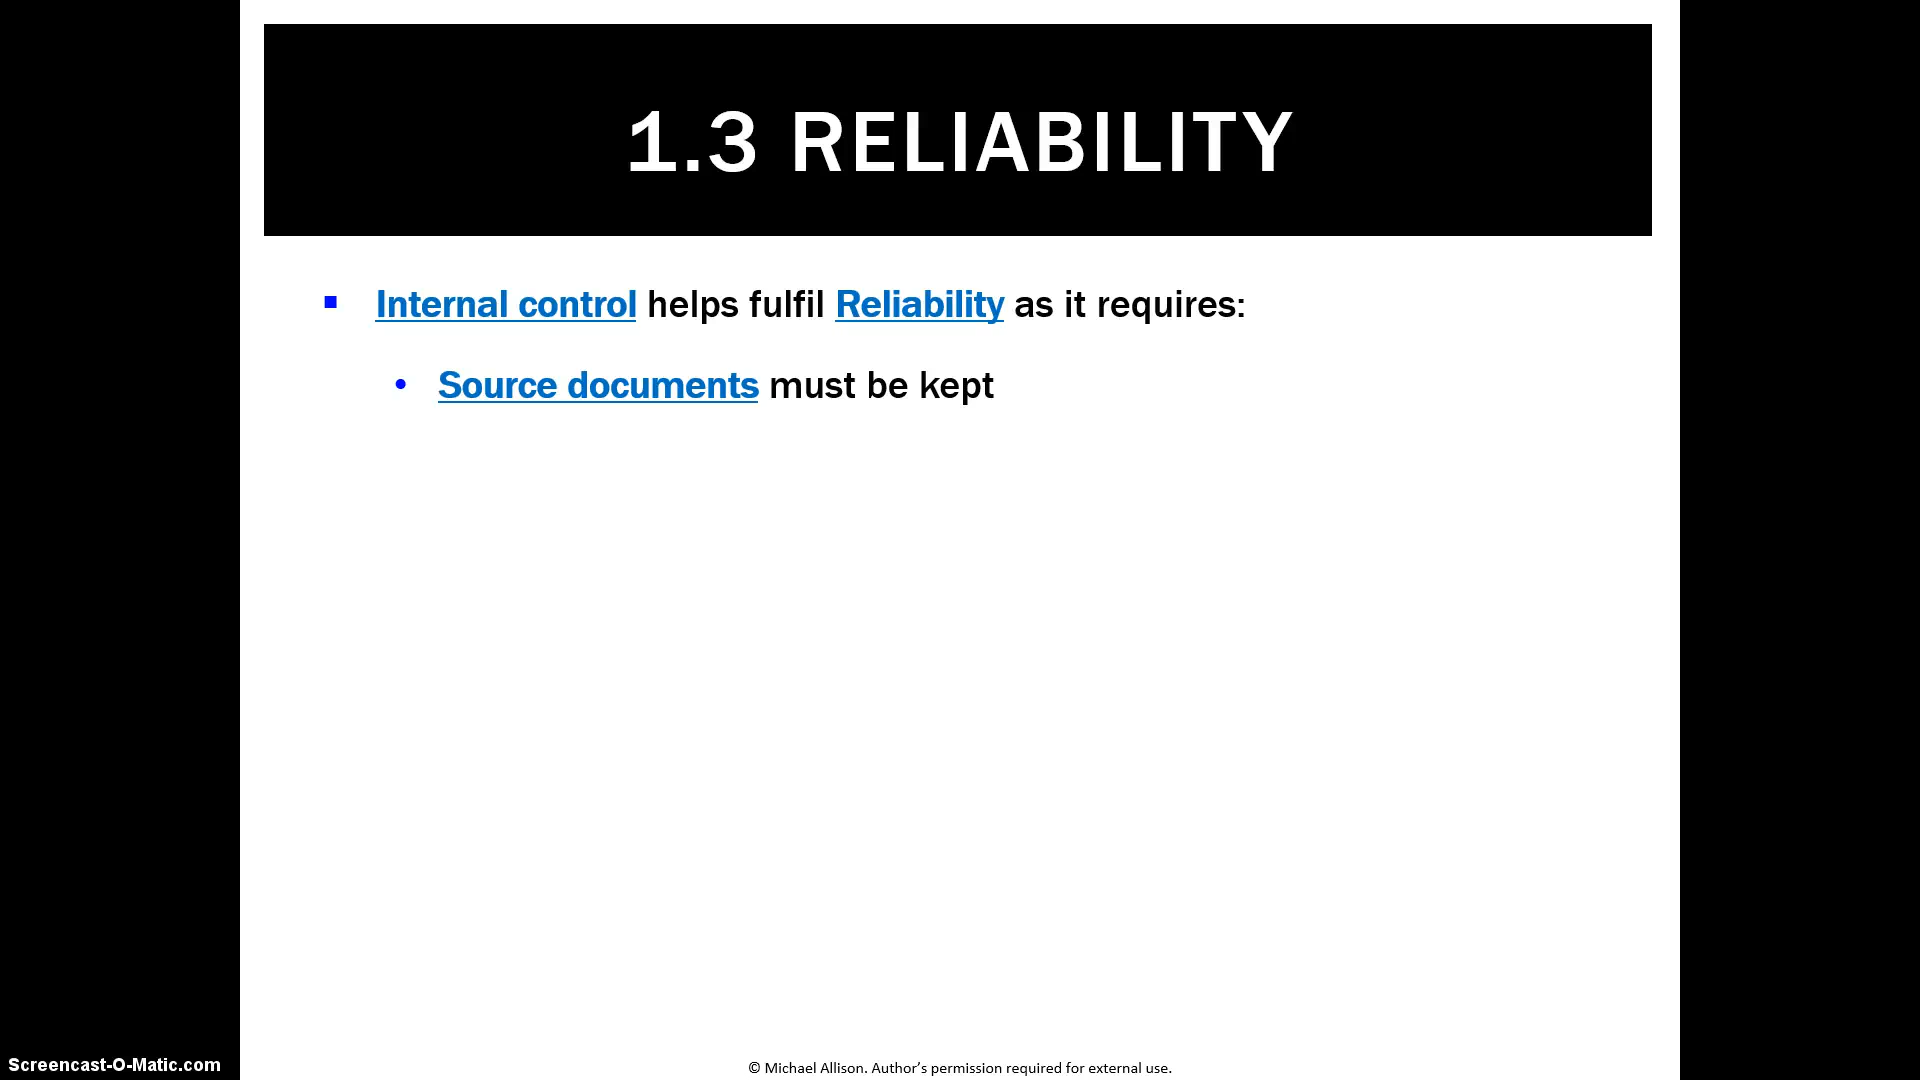 1.3 RELIABILITY
▪ Internal control helps fulfil Reliability as it requires:
• Source documents must be kept
Screencast-O-Matic.com
© Michael Allison. Author’s permission required for external use.